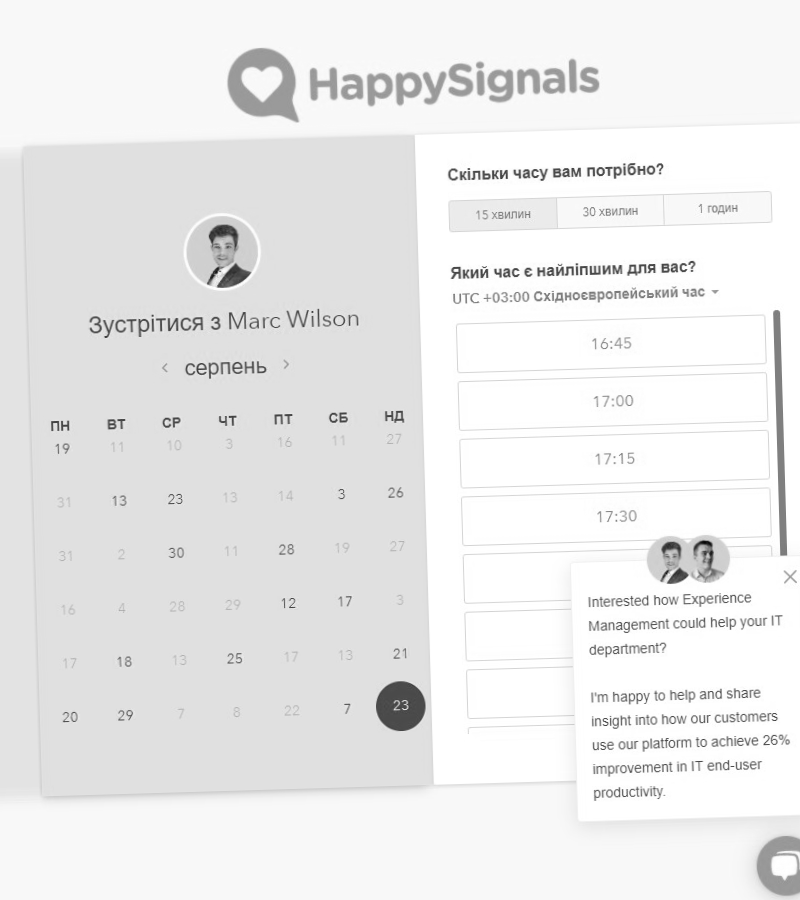 HappySignals
Зустрітися з Marc Wilson
серпень
ПН ВТ СР ЧТ ПТ СБ НД
19 11 10 3 16 11 27
31 13 23 13 14 3 26
31 2 30 11 28 19 27
16 4 28 29 12 17 3
17 18 13 25 17 13 21
20 29 7 8 22 7 23
Скільки часу вам потрібно?
15 хвилин 30 хвилин 1 годин
Який час є найліпшим для вас?
UTC +03:00 Східноєвропейський час
16:45
17:00
17:15
17:30
Interested how Experience
Management could help your IT
department?
I'm happy to help and share
insight into how our customers
use our platform to achieve 26%
improvement in IT end-user
productivity.